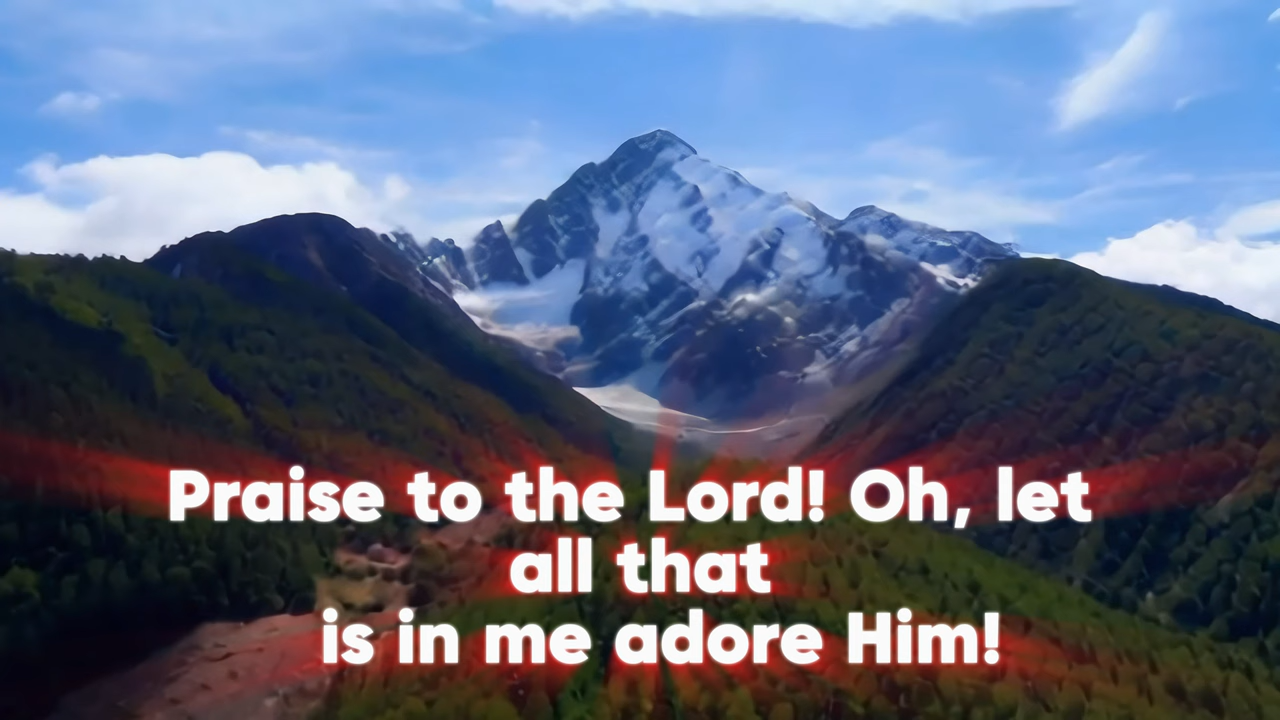 Praise to the Lord! Oh, let
all that
is in me adore Him!